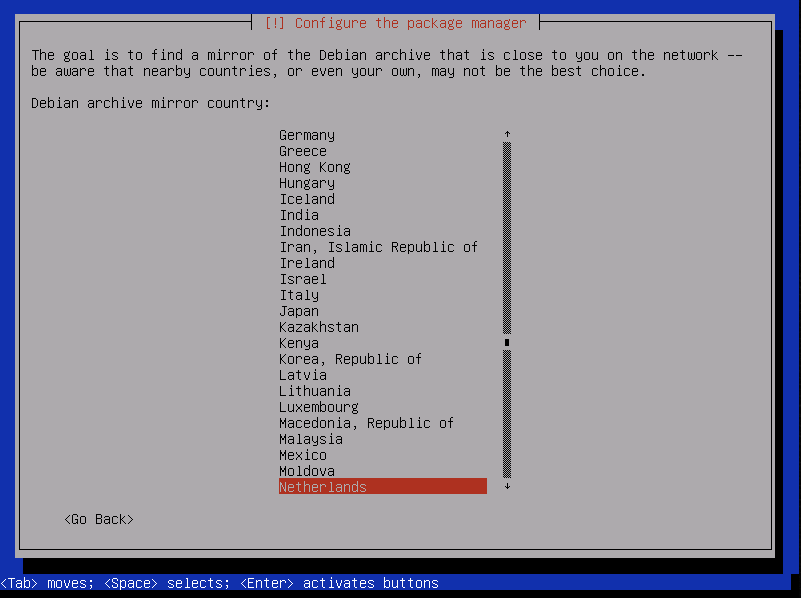 [!] Configure the package manager
The goal is to find a mirror of the Debian archive that is close to you on the network --
be aware that nearby countries, or even your own, may not be the best choice.
Debian archive mirror country:
Germany
Greece
Hong Kong
Hungary
Iceland
India
Indonesia
Iran, Islamic Republic of
Ireland
Israel
Italy
Japan
Kazakhstan
Kenya
Korea, Republic of
Latvia
Lithuania
Luxembourg
Macedonia, Republic of
Malaysia
Mexico
Moldova
Netherlands
<Go Back>
<Tab> moves; <Space> selects; <Enter> activates buttons